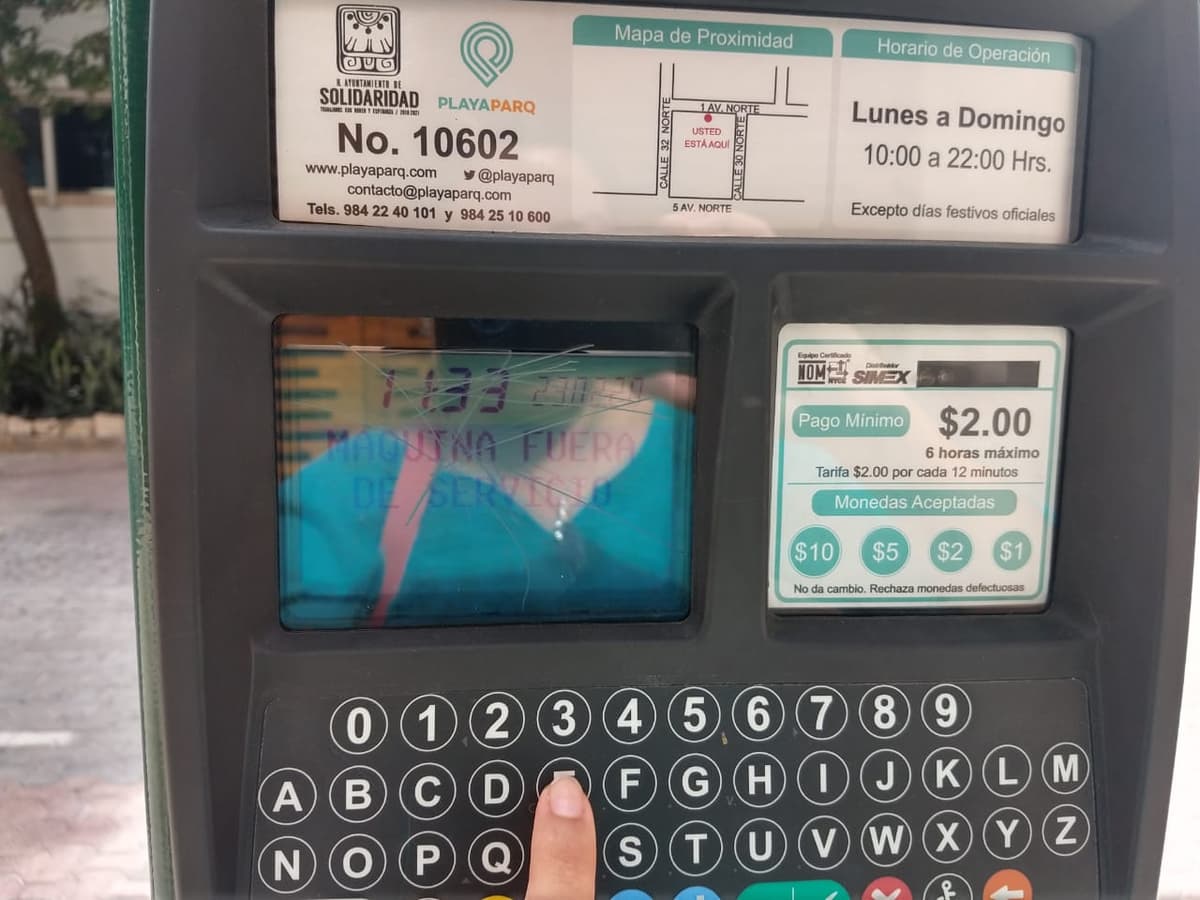 H. AYUNTAMIENTO DE
SOLIDARIDAD
PLAYAPARQ
No. 10602
www.playaparq.com @playaparq
contacto@playaparq.com
Tels. 984 22 40 101 y 984 25 10 600
Mapa de Proximidad
1 AV. NORTE
USTED
ESTÁ AQUÍ
CALLE 32 NORTE
CALLE 30 NORTE
5 AV. NORTE
Horario de Operación
Lunes a Domingo
10:00 a 22:00 Hrs.
Excepto días festivos oficiales
1133
MAQUINA FUERA
DE SERVICIO
Equipo Certificado
NOM NYCE
Distribuidor
SIMEX
Pago Mínimo $2.00
6 horas máximo
Tarifa $2.00 por cada 12 minutos
Monedas Aceptadas
$10 $5 $2 $1
No da cambio. Rechaza monedas defectuosas
0 1 2 3 4 5 6 7 8 9
A B C D F G H I J K L M
N O P Q S T U V W X Y Z